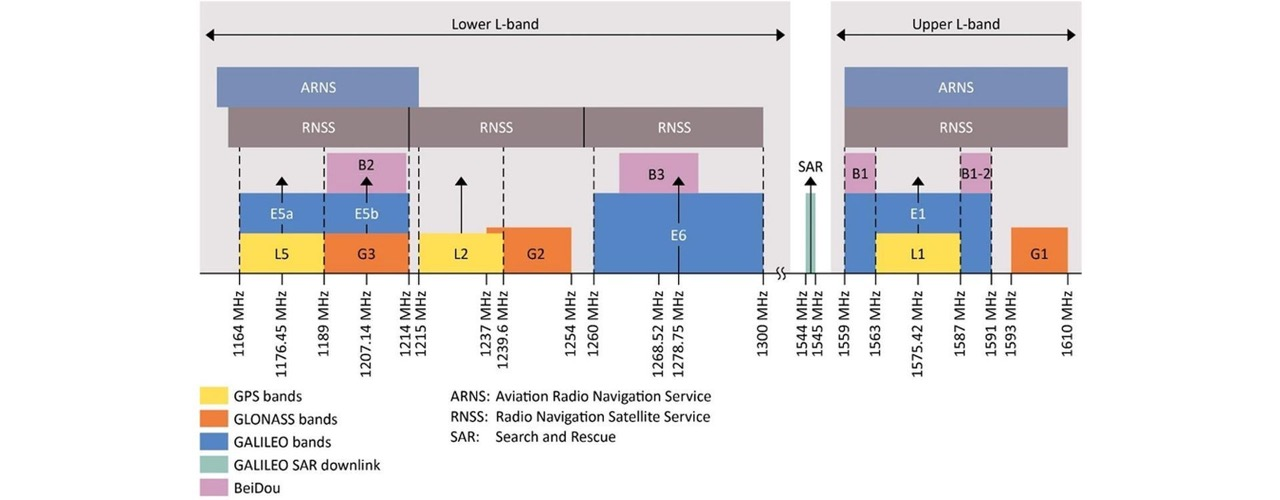 Lower L-band
Upper L-band
ARNS
ARNS
RNSS
RNSS
RNSS
RNSS
B2
B3
SAR
B1
B1-2
E5a
E5b
E6
E1
L5
G3
L2
G2
L1
G1
1164 MHz
1176.45 MHz
1189 MHz
1207.14 MHz
1214 MHz
1215 MHz
1237 MHz
1239.6 MHz
1254 MHz
1260 MHz
1268.52 MHz
1278.75 MHz
1300 MHz
1544 MHz
1545 MHz
1559 MHz
1563 MHz
1575.42 MHz
1587 MHz
1591 MHz
1593 MHz
1610 MHz
GPS bands
GLONASS bands
GALILEO bands
GALILEO SAR downlink
BeiDou
ARNS: Aviation Radio Navigation Service
RNSS: Radio Navigation Satellite Service
SAR: Search and Rescue